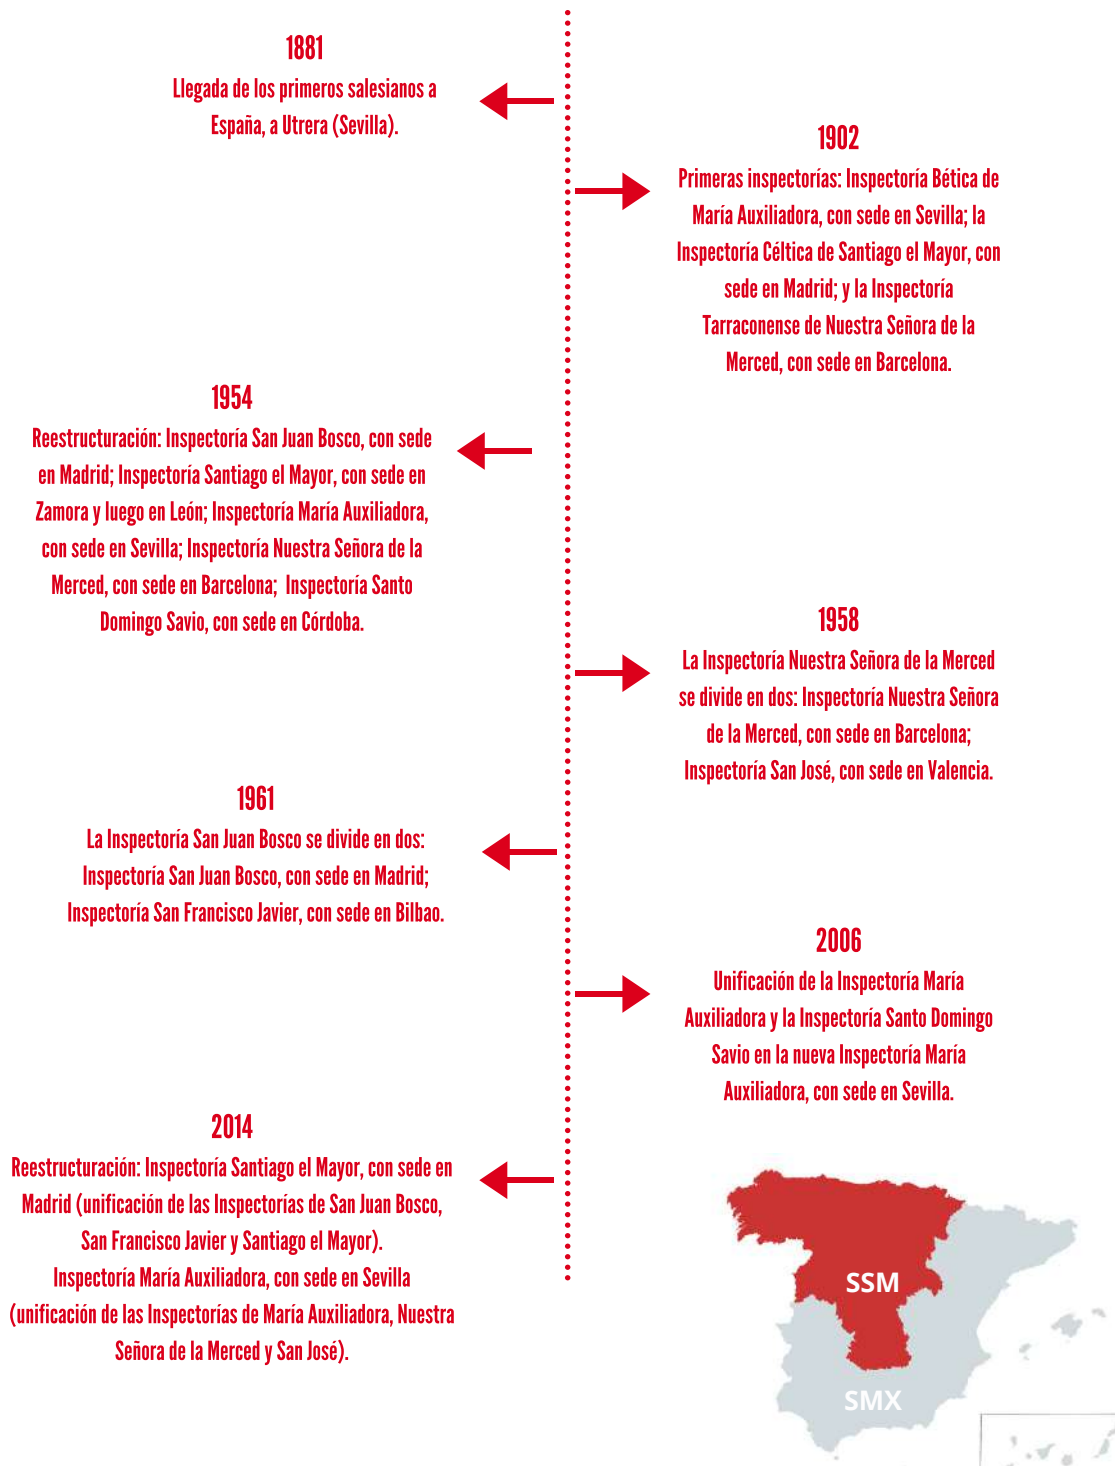 1881
Llegada de los primeros salesianos a
España, a Utrera (Sevilla).
1902
Primeras inspectorías: Inspectoría Bética de
María Auxiliadora, con sede en Sevilla; la
Inspectoría Céltica de Santiago el Mayor, con
sede en Madrid; y la Inspectoría
Tarraconense de Nuestra Señora de la
Merced, con sede en Barcelona.
1954
Reestructuración: Inspectoría San Juan Bosco, con sede
en Madrid; Inspectoría Santiago el Mayor, con sede en
Zamora y luego en León; Inspectoría María Auxiliadora,
con sede en Sevilla; Inspectoría Nuestra Señora de la
Merced, con sede en Barcelona; Inspectoría Santo
Domingo Savio, con sede en Córdoba.
1958
La Inspectoría Nuestra Señora de la Merced
se divide en dos: Inspectoría Nuestra Señora
de la Merced, con sede en Barcelona;
Inspectoría San José, con sede en Valencia.
1961
La Inspectoría San Juan Bosco se divide en dos:
Inspectoría San Juan Bosco, con sede en Madrid;
Inspectoría San Francisco Javier, con sede en Bilbao.
2006
Unificación de la Inspectoría María
Auxiliadora y la Inspectoría Santo Domingo
Savio en la nueva Inspectoría María
Auxiliadora, con sede en Sevilla.
2014
Reestructuración: Inspectoría Santiago el Mayor, con sede en
Madrid (unificación de las Inspectorías de San Juan Bosco,
San Francisco Javier y Santiago el Mayor).
Inspectoría María Auxiliadora, con sede en Sevilla
(unificación de las Inspectorías de María Auxiliadora, Nuestra
Señora de la Merced y San José).
SSM
SMX